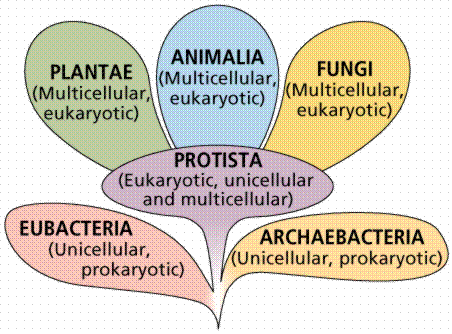 PLANTAE
(Multicellular,
eukaryotic)
ANIMALIA
(Multicellular,
eukaryotic)
FUNGI
(Multicellular,
eukaryotic)
PROTISTA
(Eukaryotic, unicellular
and multicellular)
EUBACTERIA
(Unicellular,
prokaryotic)
ARCHAEBACTERIA
(Unicellular, prokaryotic)